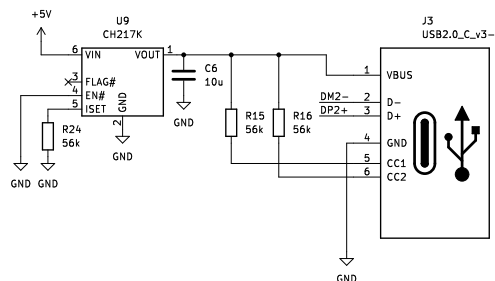 +5V
U9
CH217K
6 VIN
VOUT 1
3 FLAG#
4 EN#
5 ISET
GND
2
R24
56k
GND
GND
GND
C6
10u
GND
R15
56k
R16
56k
J3
USB2.0_C_v3-
1 VBUS
DM2- 2 D-
DP2+ 3 D+
4 GND
5 CC1
6 CC2
GND